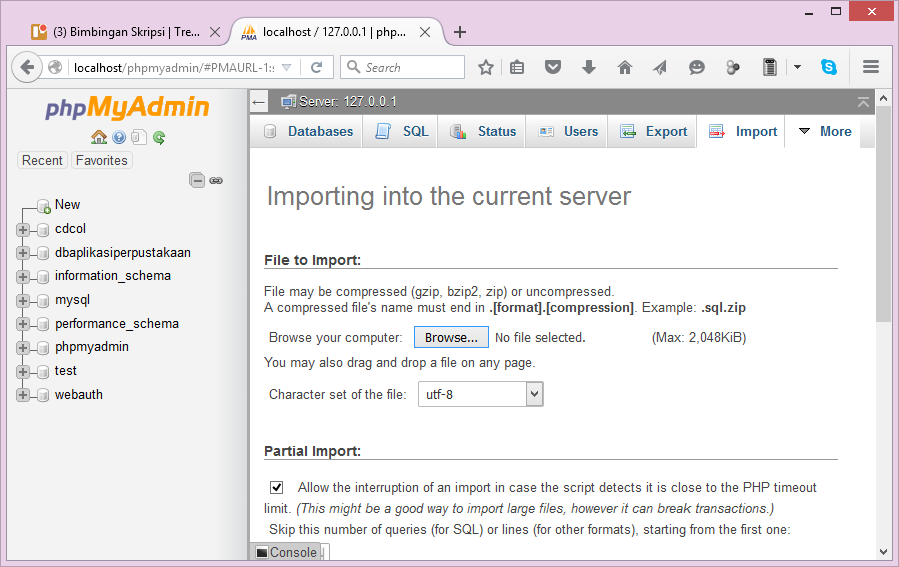 (3) Bimbingan Skripsi | Tre...
localhost / 127.0.0.1 | php...
localhost/phpmyadmin/#PMAURL-1:s
Search
phpMyAdmin
Recent
Favorites
New
cdcol
dbaplikasiperpustakaan
information_schema
mysql
performance_schema
phpmyadmin
test
webauth
Server: 127.0.0.1
Databases
SQL
Status
Users
Export
Import
More
Importing into the current server
File to Import:
File may be compressed (gzip, bzip2, zip) or uncompressed.
A compressed file's name must end in .[format].[compression]. Example: .sql.zip
Browse your computer: Browse... No file selected. (Max: 2,048KiB)
You may also drag and drop a file on any page.
Character set of the file: utf-8
Partial Import:
Allow the interruption of an import in case the script detects it is close to the PHP timeout
limit. (This might be a good way to import large files, however it can break transactions.)
Skip this number of queries (for SQL) or lines (for other formats), starting from the first one:
Console